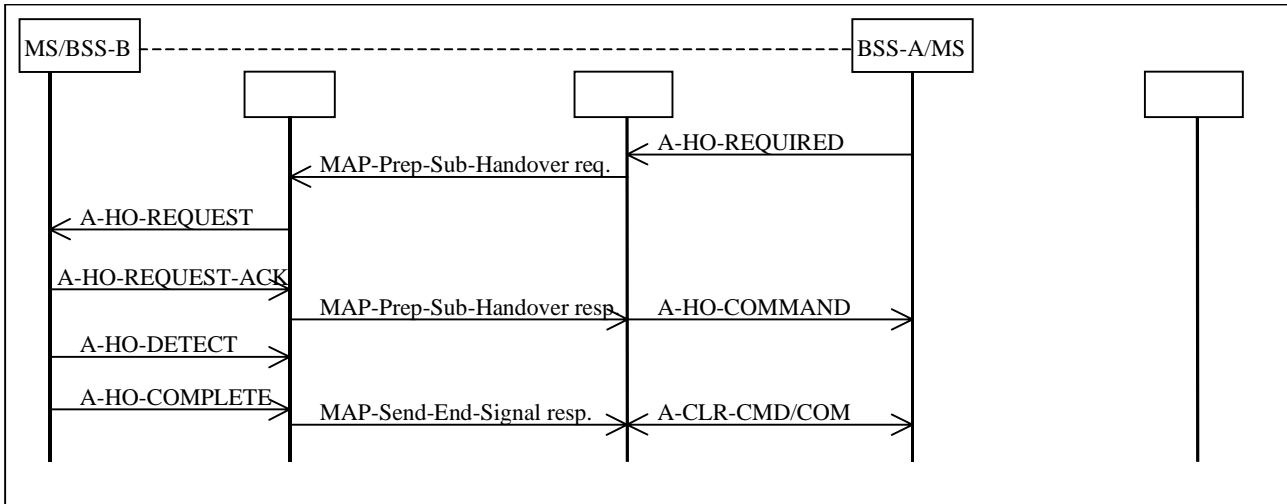 MS/BSS-B
BSS-A/MS
A-HO-REQUIRED
MAP-Prep-Sub-Handover req.
A-HO-REQUEST
A-HO-REQUEST-ACK
MAP-Prep-Sub-Handover resp.
A-HO-COMMAND
A-HO-DETECT
A-HO-COMPLETE
MAP-Send-End-Signal resp.
A-CLR-CMD/COM